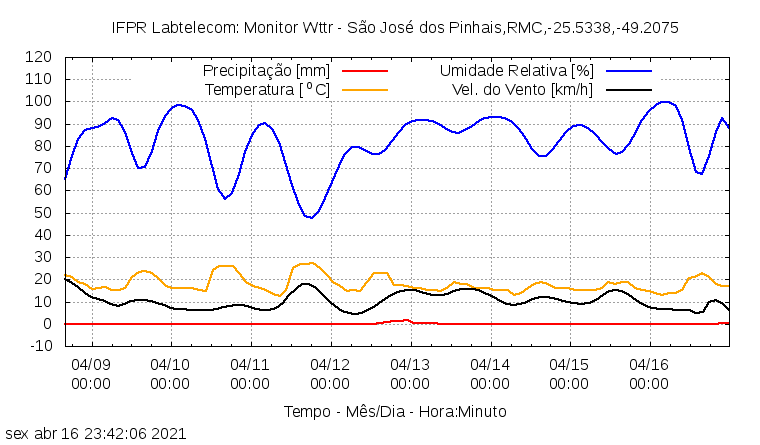 IFPR Labtelecom: Monitor Wttr - São José dos Pinhais,RMC,-25.5338,-49.2075
120
110
100
90
80
70
60
50
40
30
20
10
0
-10
Precipitação [mm]
Temperatura [ ⁰C]
Umidade Relativa [%]
Vel. do Vento [km/h]
04/09 04/10 04/11 04/12 04/13 04/14 04/15 04/16
00:00 00:00 00:00 00:00 00:00 00:00 00:00 00:00
Tempo - Mês/Dia - Hora:Minuto
sex abr 16 23:42:06 2021